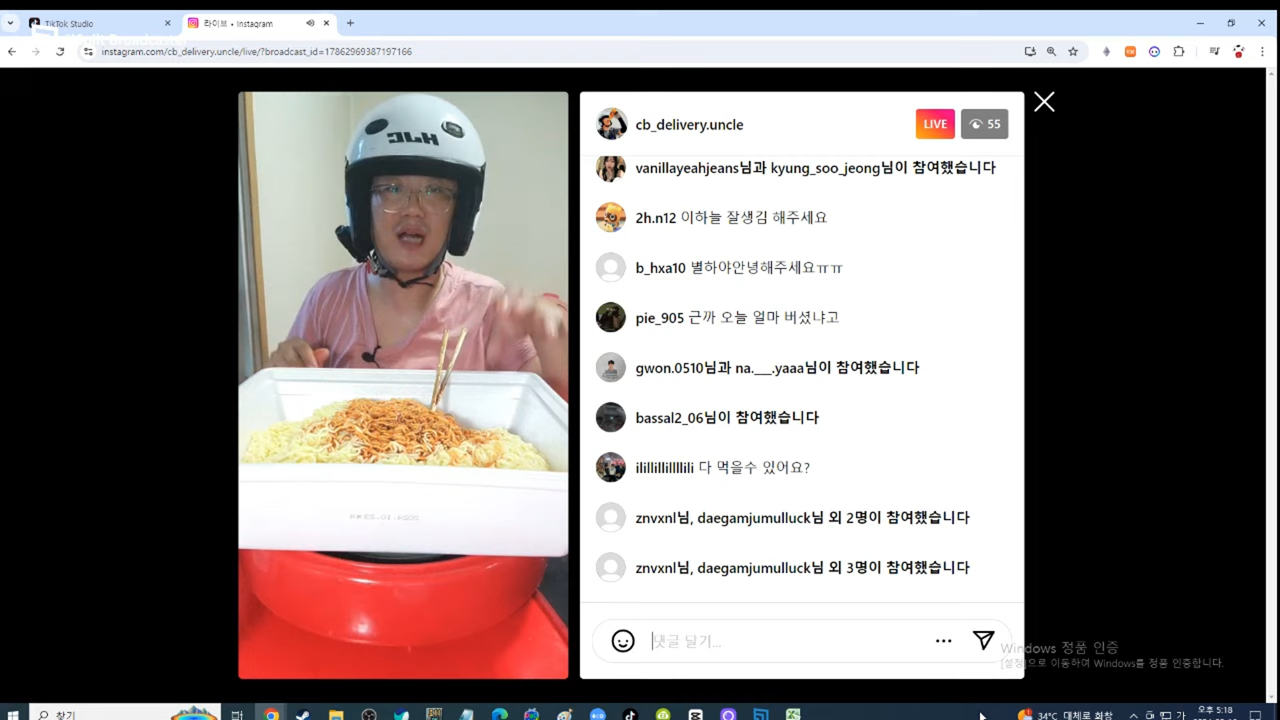 TikTok Studio
라이브 • Instagram
instagram.com/cb_delivery.uncle/live/?broadcast_id=17862969387197166
cb_delivery.uncle
LIVE
55
vanillayeahjeans님과 kyung_soo_jeong님이 참여했습니다
2h.n12 이하늘 잘생김 해주세요
b_hxa10 별하야안녕해주세요ㅠㅠ
pie_905 근까 오늘 얼마 버셨냐고
gwon.0510님과 na.___.yaaa님이 참여했습니다
bassal2_06님이 참여했습니다
ilillillillllili 다 먹을수 있어요?
znvxnl님, daegamjumulluck님 외 2명이 참여했습니다
znvxnl님, daegamjumulluck님 외 3명이 참여했습니다
댓글 달기...
Windows 정품 인증
[설정]으로 이동하여 Windows를 정품 인증합니다.
찾기
34℃ 대체로 화창
가
오후 5:18